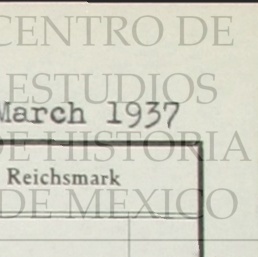 CENTRO DE
ESTUDIOS
March 1937
DE HISTORIA
Reichsmark
DE MEXICO